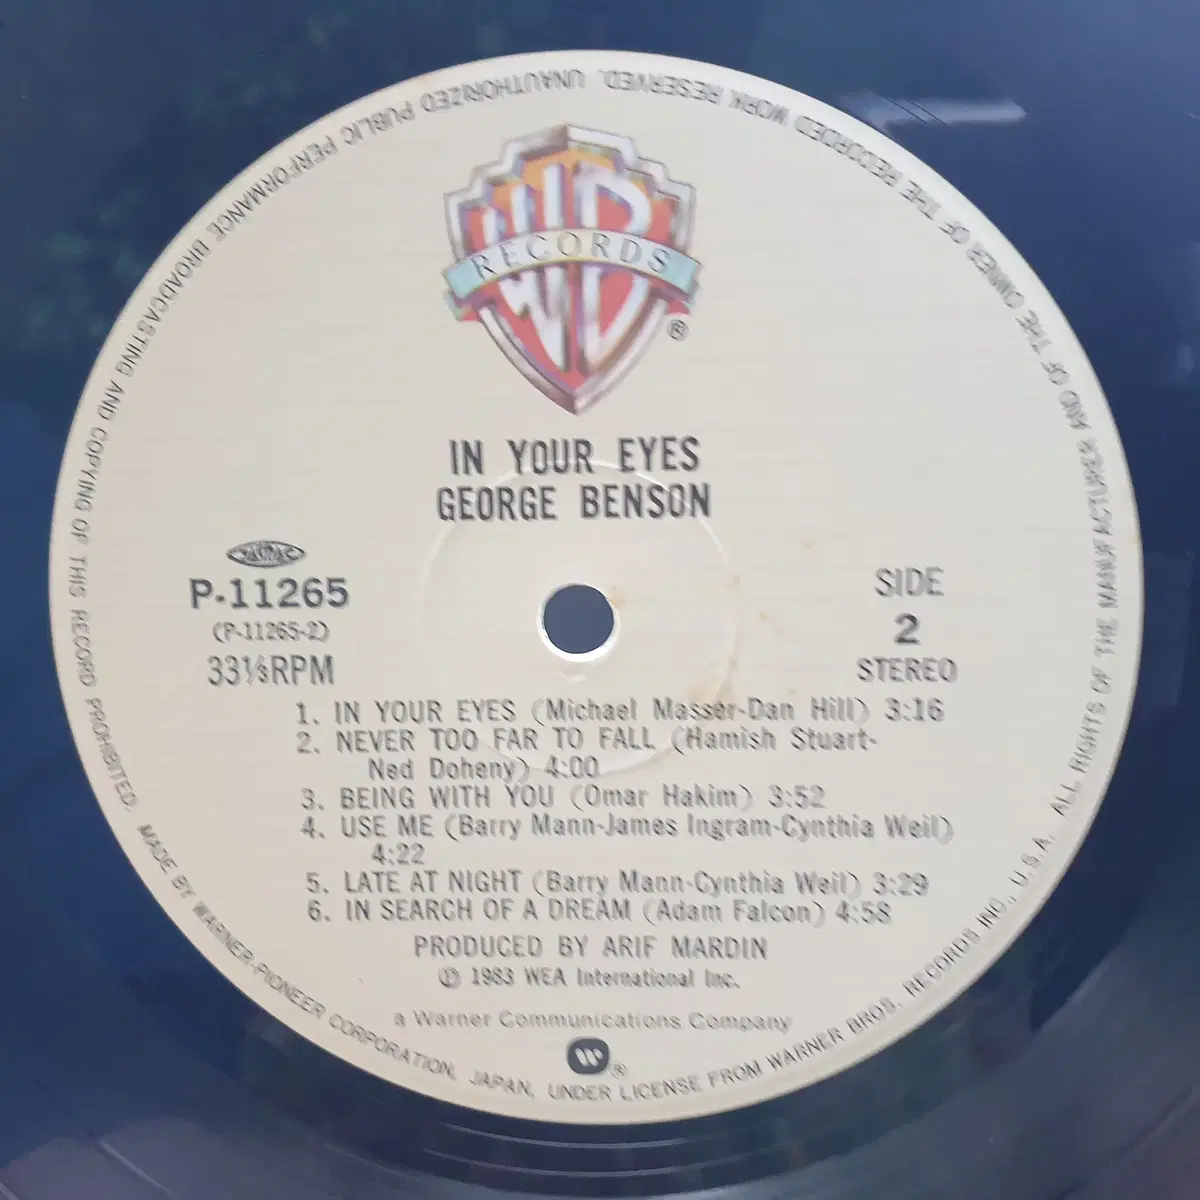 WB
RECORDS
®
IN YOUR EYES
GEORGE BENSON
JASRAC
P-11265
(P-11265-2)
33⅓RPM
SIDE
2
STEREO
1. IN YOUR EYES (Michael Masser-Dan Hill) 3:16
2. NEVER TOO FAR TO FALL (Hamish Stuart-
Ned Doheny) 4:00
3. BEING WITH YOU (Omar Hakim) 3:52
4. USE ME (Barry Mann-James Ingram-Cynthia Weil)
4:22
5. LATE AT NIGHT (Barry Mann-Cynthia Weil) 3:29
6. IN SEARCH OF A DREAM (Adam Falcon) 4:58
PRODUCED BY ARIF MARDIN
Ⓟ 1983 WEA International Inc.
a Warner Communications Company
®
MADE BY WARNER-PIONEER CORPORATION, JAPAN, UNDER LICENSE FROM WARNER BROS. RECORDS INC., U.S.A. ALL RIGHTS OF THE MANUFACTURER AND OF THE OWNER OF THE RECORDED WORK RESERVED. UNAUTHORIZED PUBLIC PERFORMANCE BROADCASTING AND COPYING OF THIS RECORD PROHIBITED.